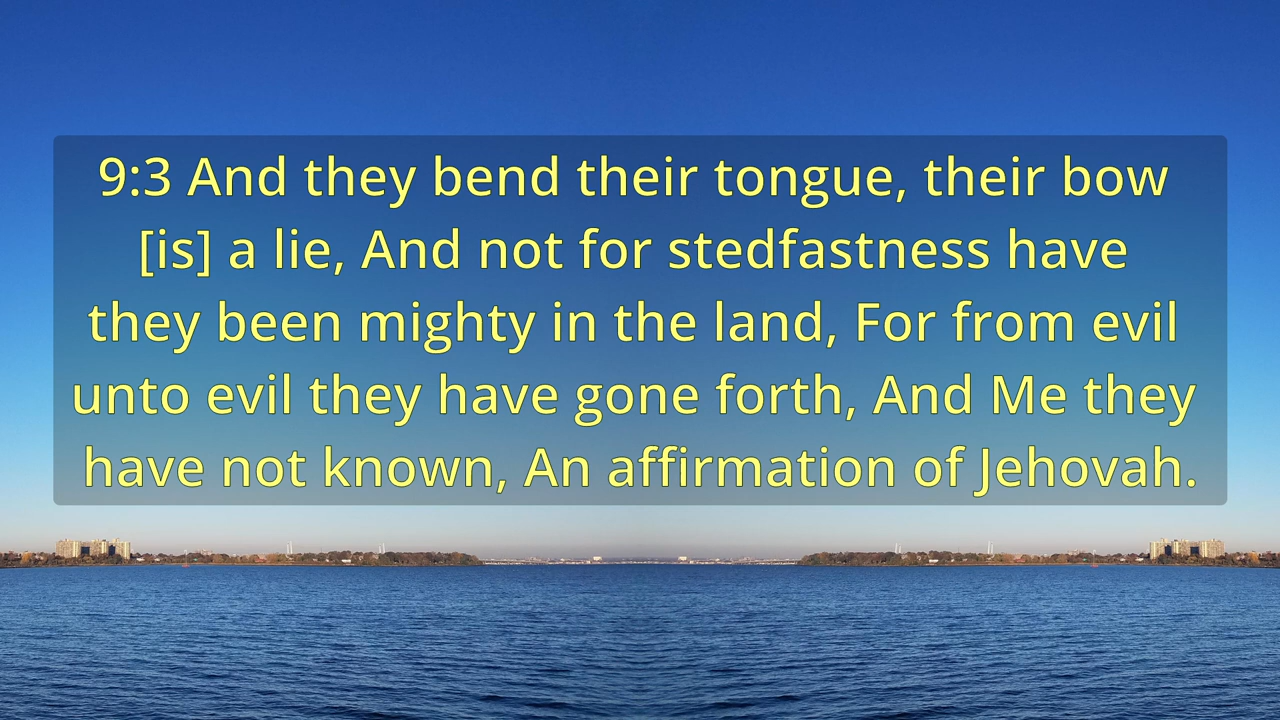 9:3 And they bend their tongue, their bow
[is] a lie, And not for stedfastness have
they been mighty in the land, For from evil
unto evil they have gone forth, And Me they
have not known, An affirmation of Jehovah.